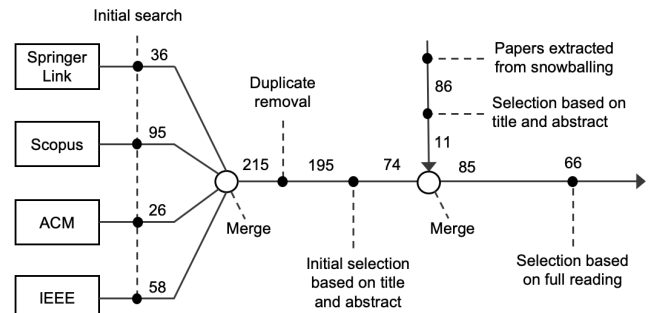 Initial search
Springer
Link
36
Scopus
95
ACM
26
IEEE
58
Merge
215
Duplicate
removal
195
Initial selection
based on title
and abstract
74
Papers extracted
from snowballing
86
Selection based on
title and abstract
11
Merge
85
66
Selection based
on full reading